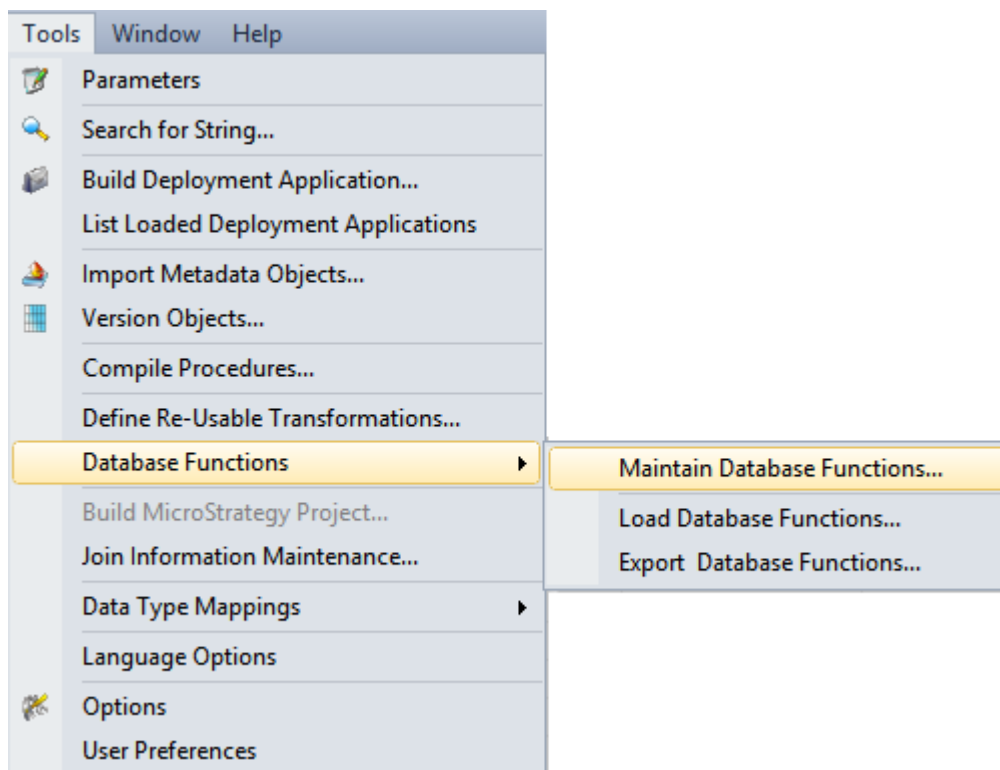 Tools Window Help
Parameters
Search for String...
Build Deployment Application...
List Loaded Deployment Applications
Import Metadata Objects...
Version Objects...
Compile Procedures...
Define Re-Usable Transformations...
Database Functions
Maintain Database Functions...
Load Database Functions...
Export  Database Functions...
Build MicroStrategy Project...
Join Information Maintenance...
Data Type Mappings
Language Options
Options
User Preferences